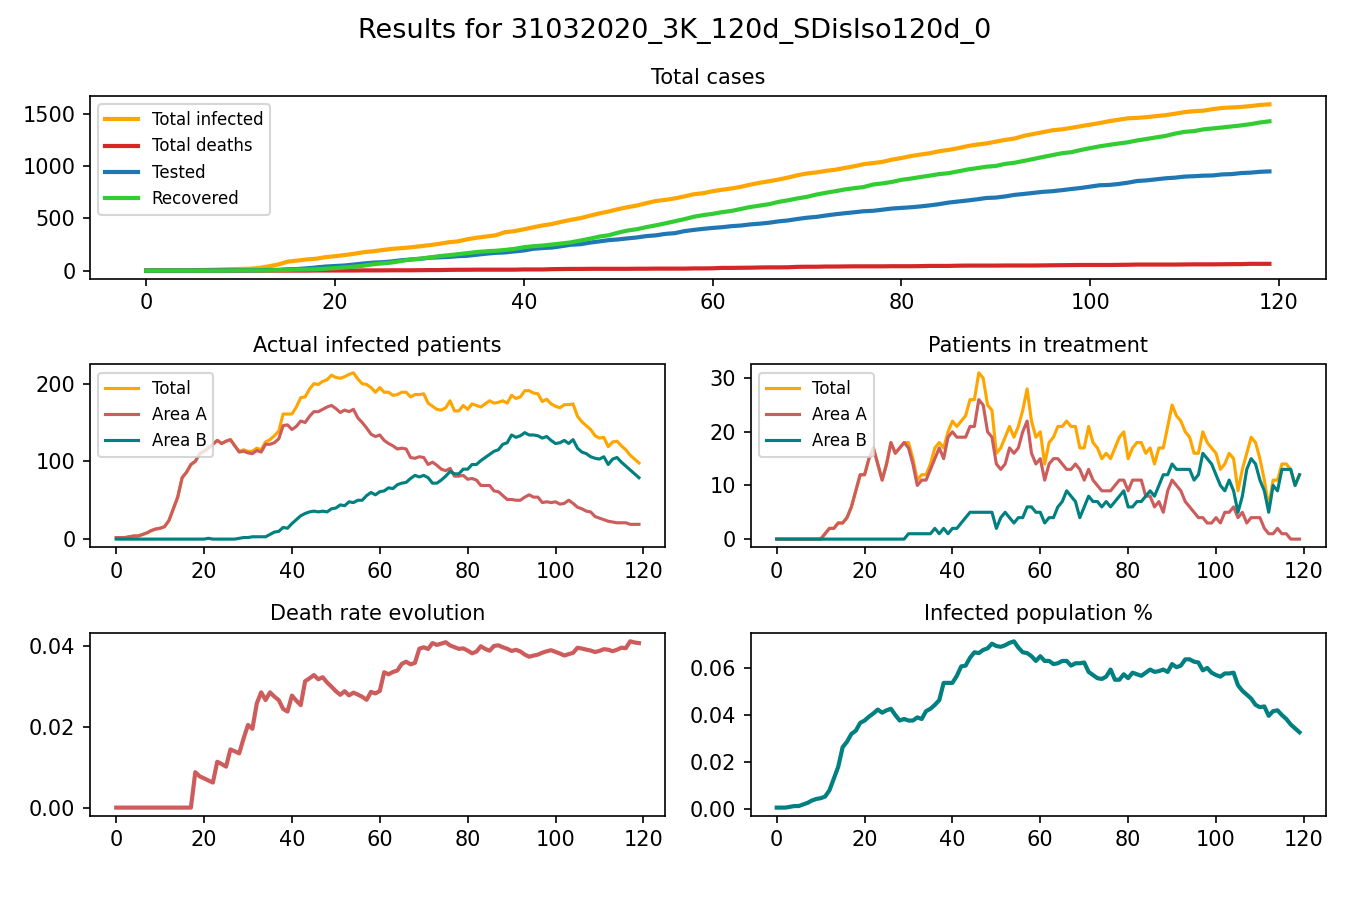 Results for 31032020_3K_120d_SDisIso120d_0
Total cases
1500
1000
500
0
Total infected
Total deaths
Tested
Recovered
0 20 40 60 80 100 120
Actual infected patients
200
100
0
Total
Area A
Area B
0 20 40 60 80 100 120
Patients in treatment
30
20
10
0
Total
Area A
Area B
0 20 40 60 80 100 120
Death rate evolution
0.04
0.02
0.00
0 20 40 60 80 100 120
Infected population %
0.06
0.04
0.02
0.00
0 20 40 60 80 100 120